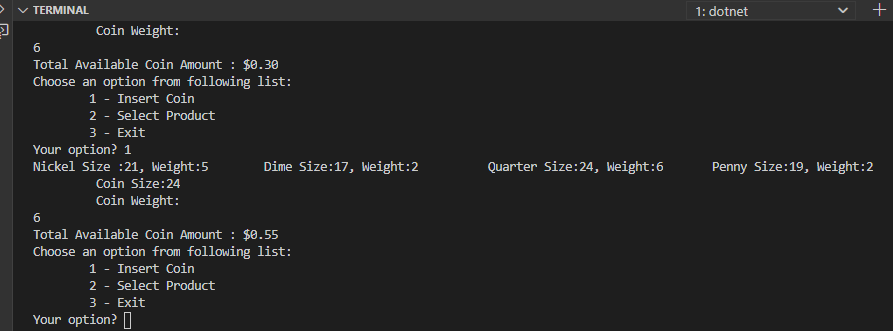 TERMINAL
1: dotnet
Coin Weight:
6
Total Available Coin Amount : $0.30
Choose an option from following list:
1 - Insert Coin
2 - Select Product
3 - Exit
Your option? 1
Nickel Size :21, Weight:5 Dime Size:17, Weight:2 Quarter Size:24, Weight:6 Penny Size:19, Weight:2
Coin Size:24
Coin Weight:
6
Total Available Coin Amount : $0.55
Choose an option from following list:
1 - Insert Coin
2 - Select Product
3 - Exit
Your option?